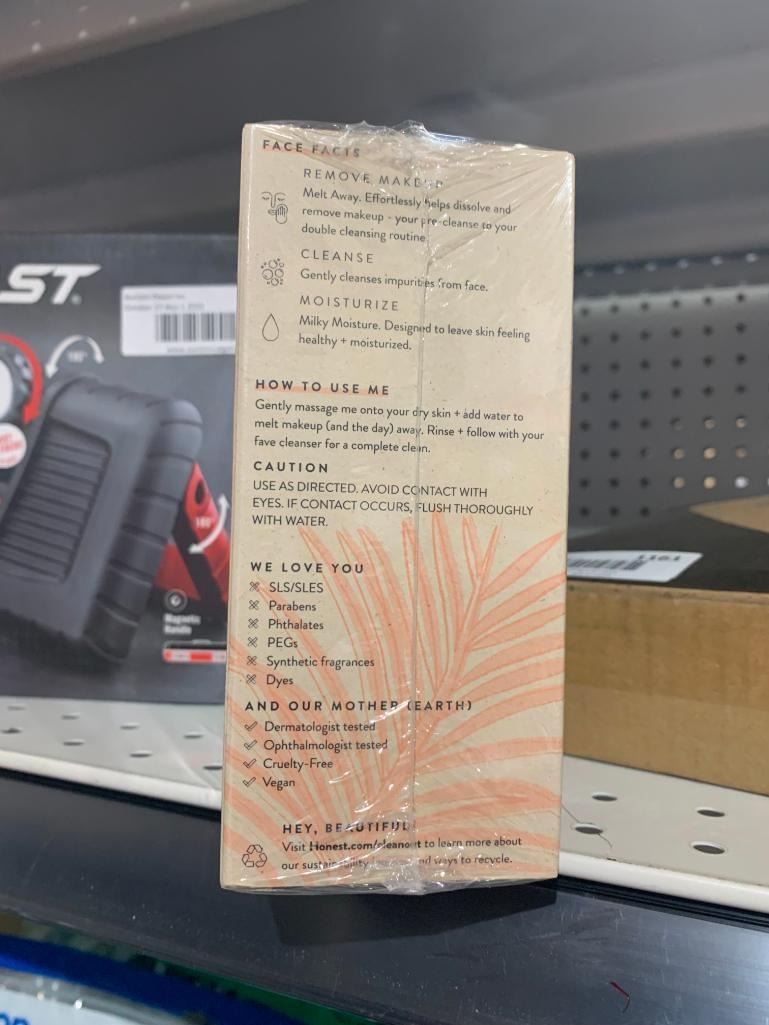 FACE FACTS
REMOVE MAKEUP
Melt Away. Effortlessly helps dissolve and
remove makeup - your pre-cleanse to your
double cleansing routine
CLEANSE
Gently cleanses impurities from face.
MOISTURIZE
Milky Moisture. Designed to leave skin feeling
healthy + moisturized.
HOW TO USE ME
Gently massage me onto your dry skin + add water to
melt makeup (and the day) away. Rinse + follow with your
fave cleanser for a complete clean.
CAUTION
USE AS DIRECTED. AVOID CONTACT WITH
EYES. IF CONTACT OCCURS, FLUSH THOROUGHLY
WITH WATER.
WE LOVE YOU
SLS/SLES
Parabens
Phthalates
PEGs
Synthetic fragrances
Dyes
AND OUR MOTHER (EARTH)
Dermatologist tested
Ophthalmologist tested
Cruelty-Free
Vegan
HEY, BEAUTIFUL
Visit Honest.com/cleanout to learn more about
our sustainability and ways to recycle.
ST
180°
180°
Magnetic
1161